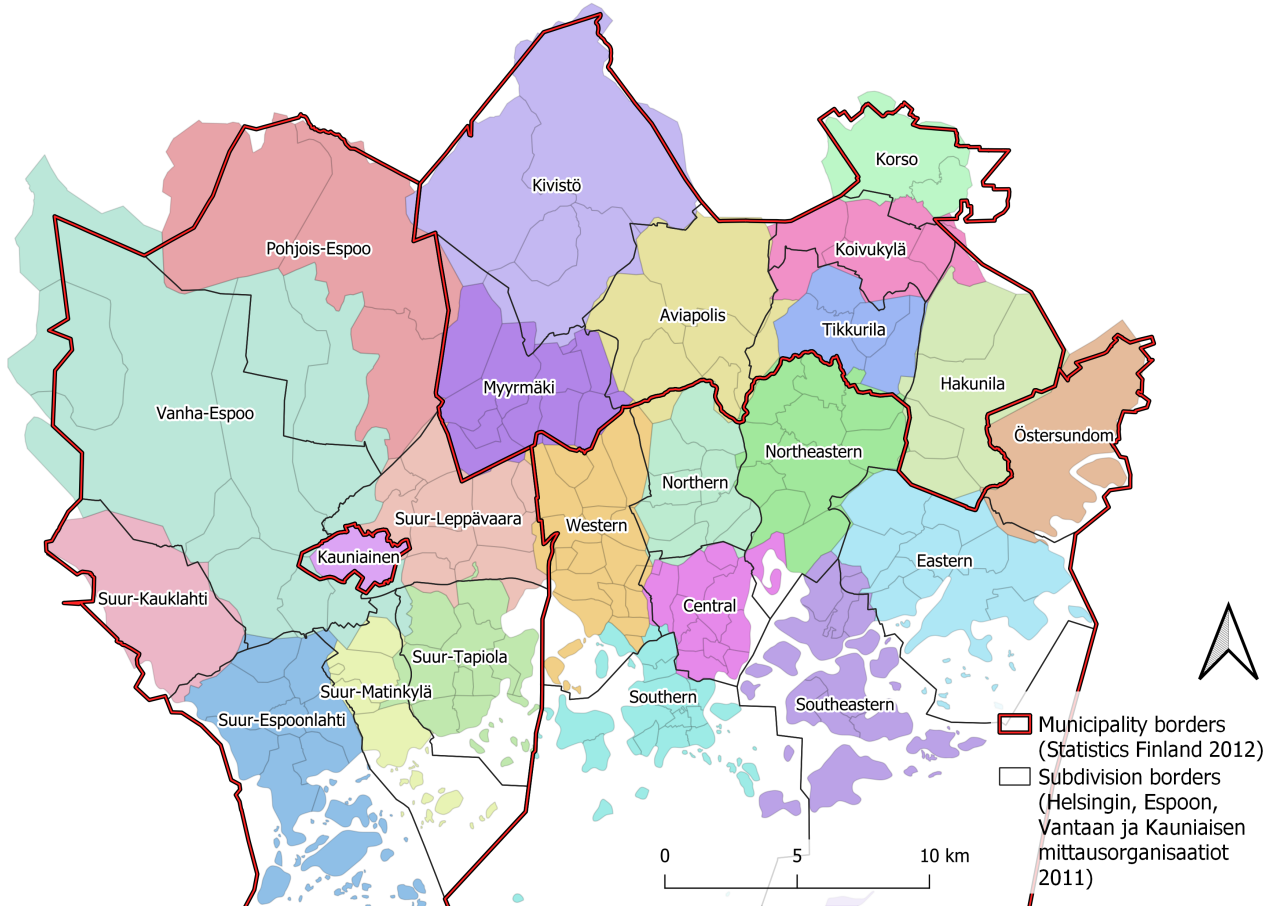 Korso
Kivistö
Pohjois-Espoo
Koivukylä
Aviapolis
Tikkurila
Myyrmäki
Hakunila
Vanha-Espoo
Östersundom
Northeastern
Northern
Suur-Leppävaara
Western
Kauniainen
Eastern
Suur-Kauklahti
Central
Suur-Tapiola
Suur-Matinkylä
Southern
Southeastern
Suur-Espoonlahti
Municipality borders
(Statistics Finland 2012)
Subdivision borders
(Helsingin, Espoon,
Vantaan ja Kauniaisen
mittausorganisaatiot
2011)
0 5 10 km